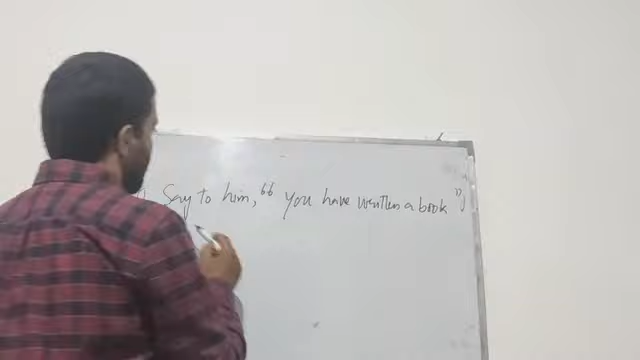 Say to him, “you have written a book”